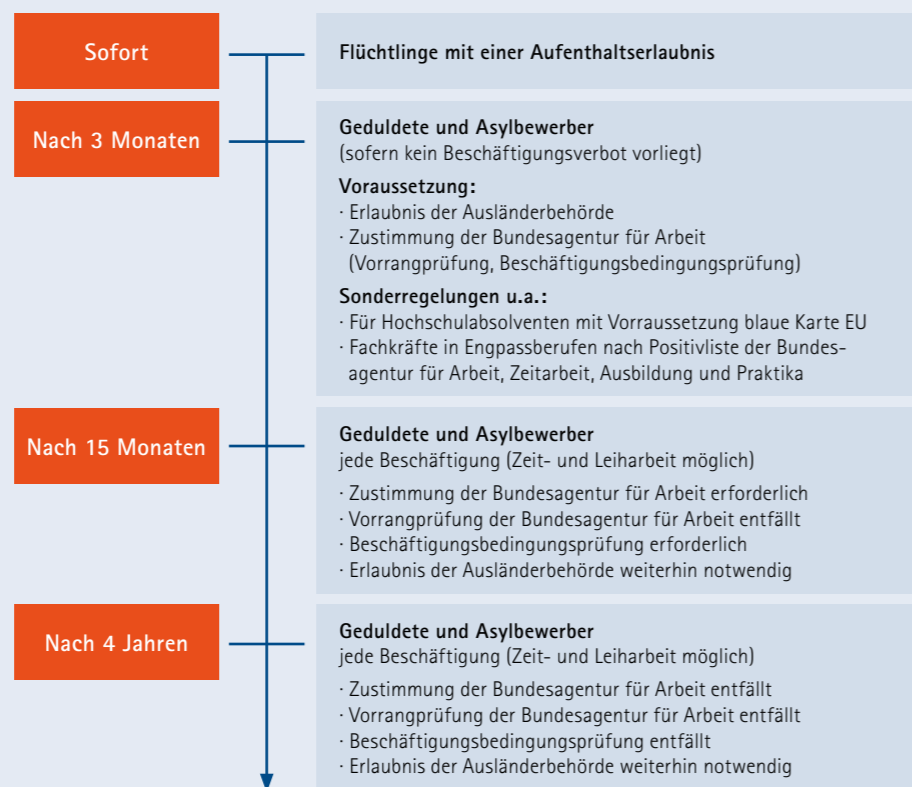 Sofort
Flüchtlinge mit einer Aufenthaltserlaubnis
Nach 3 Monaten
Geduldete und Asylbewerber
(sofern kein Beschäftigungsverbot vorliegt)
Voraussetzung:
· Erlaubnis der Ausländerbehörde
· Zustimmung der Bundesagentur für Arbeit
(Vorrangprüfung, Beschäftigungsbedingungsprüfung)
Sonderregelungen u.a.:
· Für Hochschulabsolventen mit Vorraussetzung blaue Karte EU
· Fachkräfte in Engpassberufen nach Positivliste der Bundes-
agentur für Arbeit, Zeitarbeit, Ausbildung und Praktika
Nach 15 Monaten
Geduldete und Asylbewerber
jede Beschäftigung (Zeit- und Leiharbeit möglich)
· Zustimmung der Bundesagentur für Arbeit erforderlich
· Vorrangprüfung der Bundesagentur für Arbeit entfällt
· Beschäftigungsbedingungsprüfung erforderlich
· Erlaubnis der Ausländerbehörde weiterhin notwendig
Nach 4 Jahren
Geduldete und Asylbewerber
jede Beschäftigung (Zeit- und Leiharbeit möglich)
· Zustimmung der Bundesagentur für Arbeit entfällt
· Vorrangprüfung der Bundesagentur für Arbeit entfällt
· Beschäftigungsbedingungsprüfung entfällt
· Erlaubnis der Ausländerbehörde weiterhin notwendig